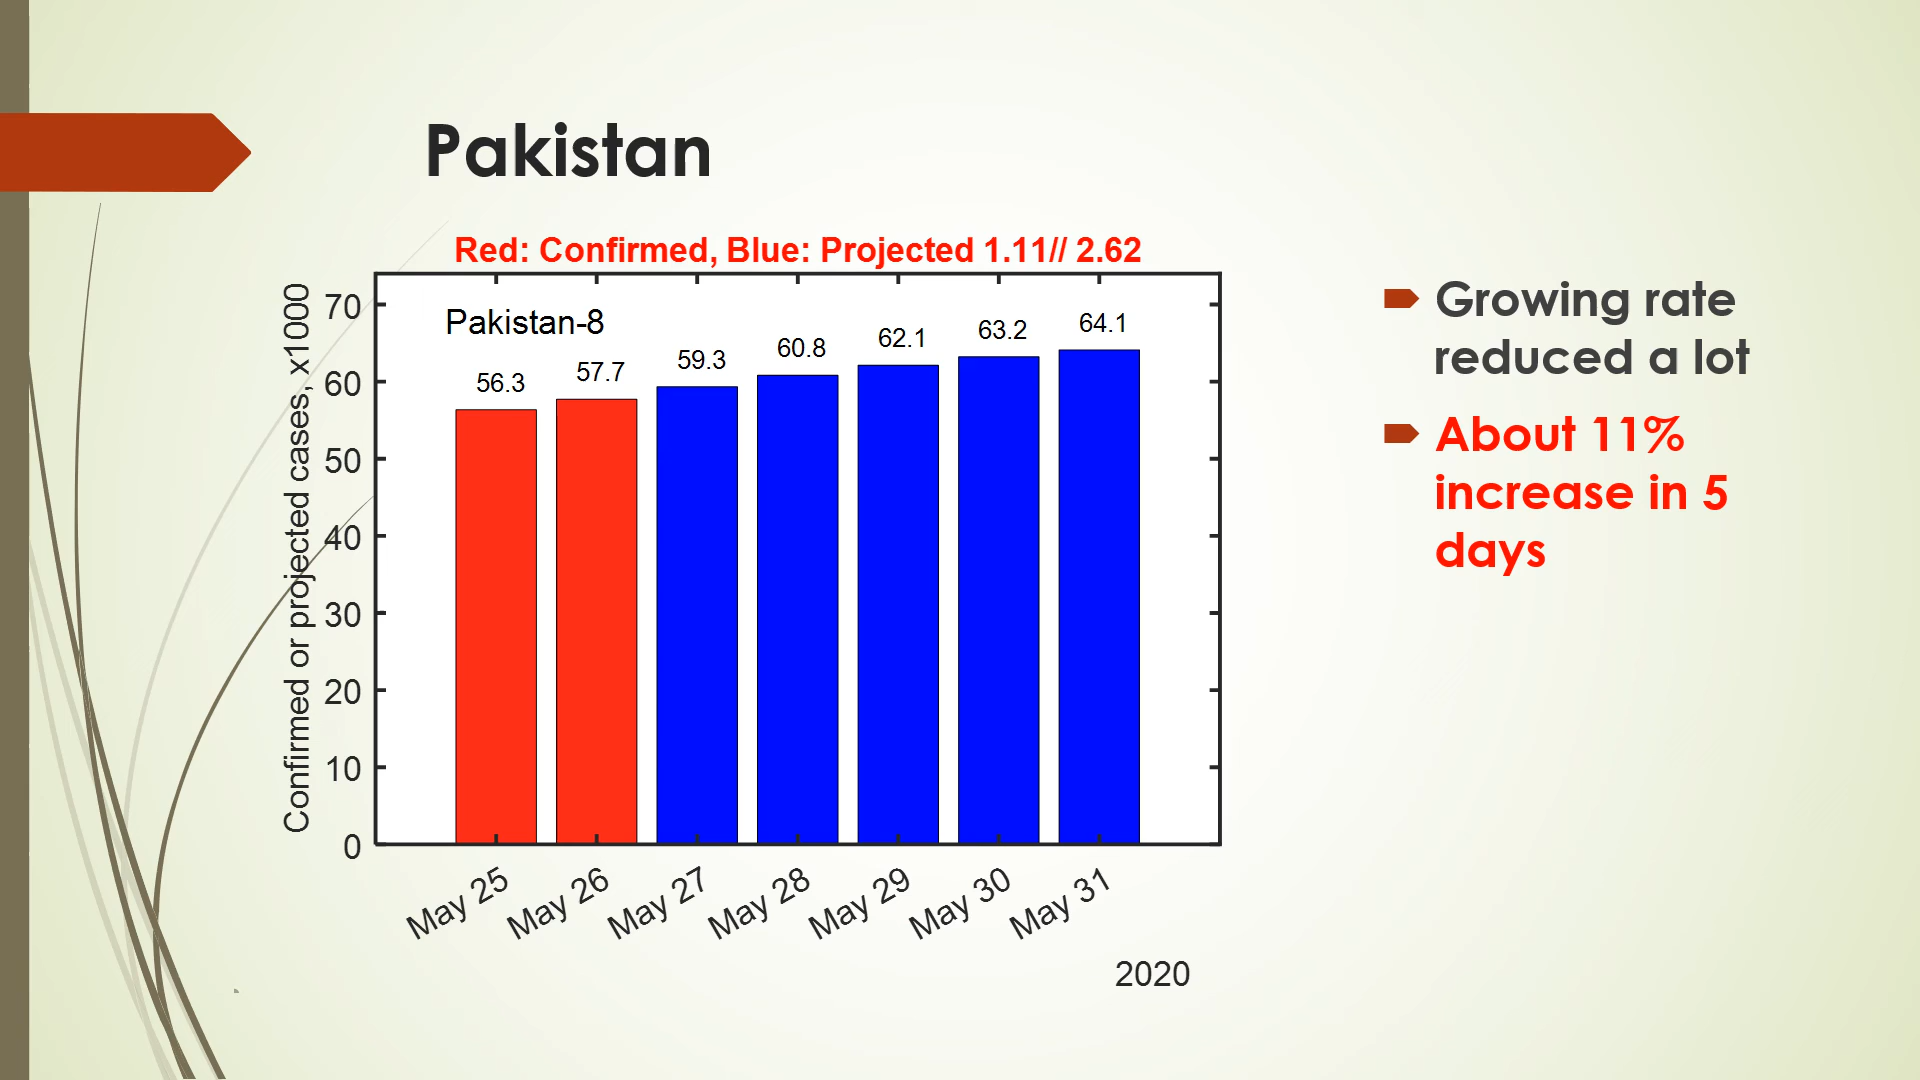 Pakistan
Red: Confirmed, Blue: Projected 1.11// 2.62
Confirmed or projected cases, x1000
70
60
50
40
30
20
10
0
Pakistan-8
56.3
57.7
59.3
60.8
62.1
63.2
64.1
May 25
May 26
May 27
May 28
May 29
May 30
May 31
2020
Growing rate
reduced a lot
About 11%
increase in 5
days